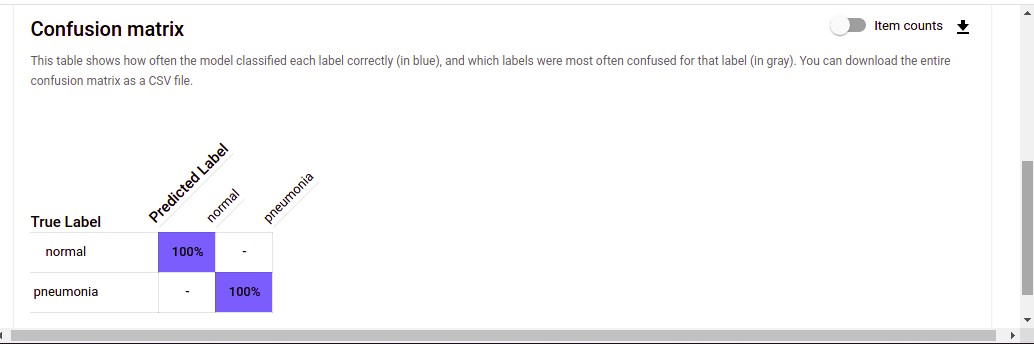 Confusion matrix
Item counts
This table shows how often the model classified each label correctly (in blue), and which labels were most often confused for that label (in gray). You can download the entire
confusion matrix as a CSV file.
Predicted Label
normal
pneumonia
True Label
normal 100% -
pneumonia - 100%